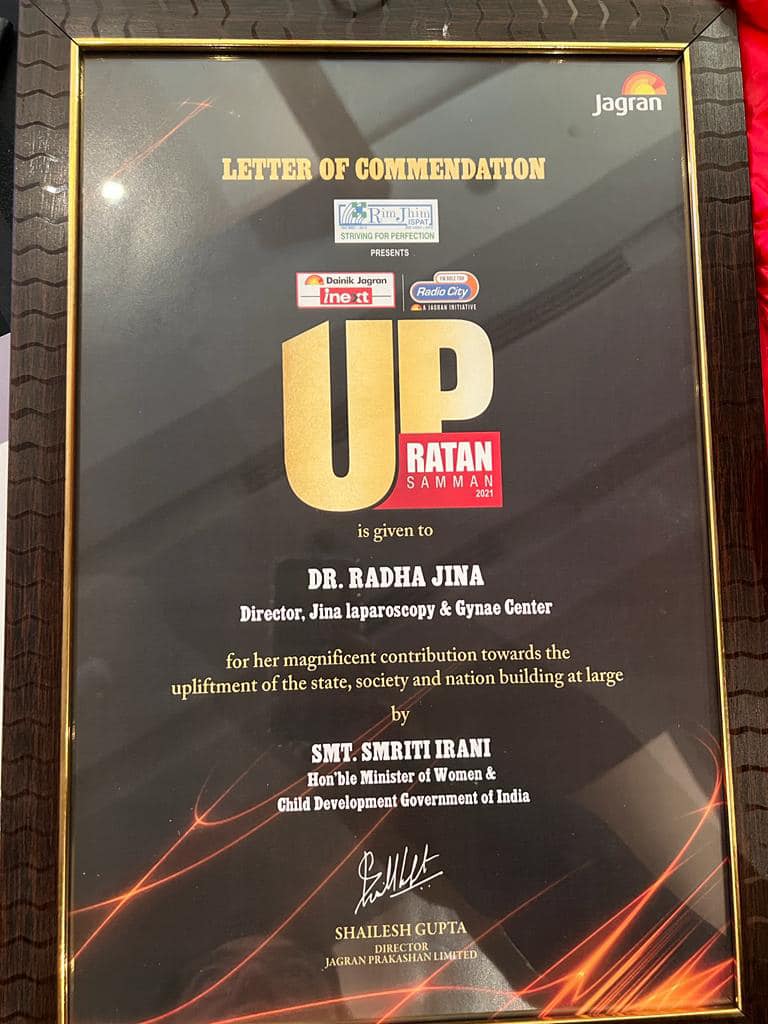 Jagran
LETTER OF COMMENDATION
Rim Jhim
ISPAT
STRIVING FOR PERFECTION
PRESENTS
Dainik Jagran
inext
Radio City
A JAGRAN INITIATIVE
UP
RATAN
SAMMAN
2021
is given to
DR. RADHA JINA
Director, Jina laparoscopy & Gynae Center
for her magnificent contribution towards the
upliftment of the state, society and nation building at large
by
SMT. SMRITI IRANI
Hon'ble Minister of Women &
Child Development Government of India
SHAILESH GUPTA
DIRECTOR
JAGRAN PRAKASHAN LIMITED